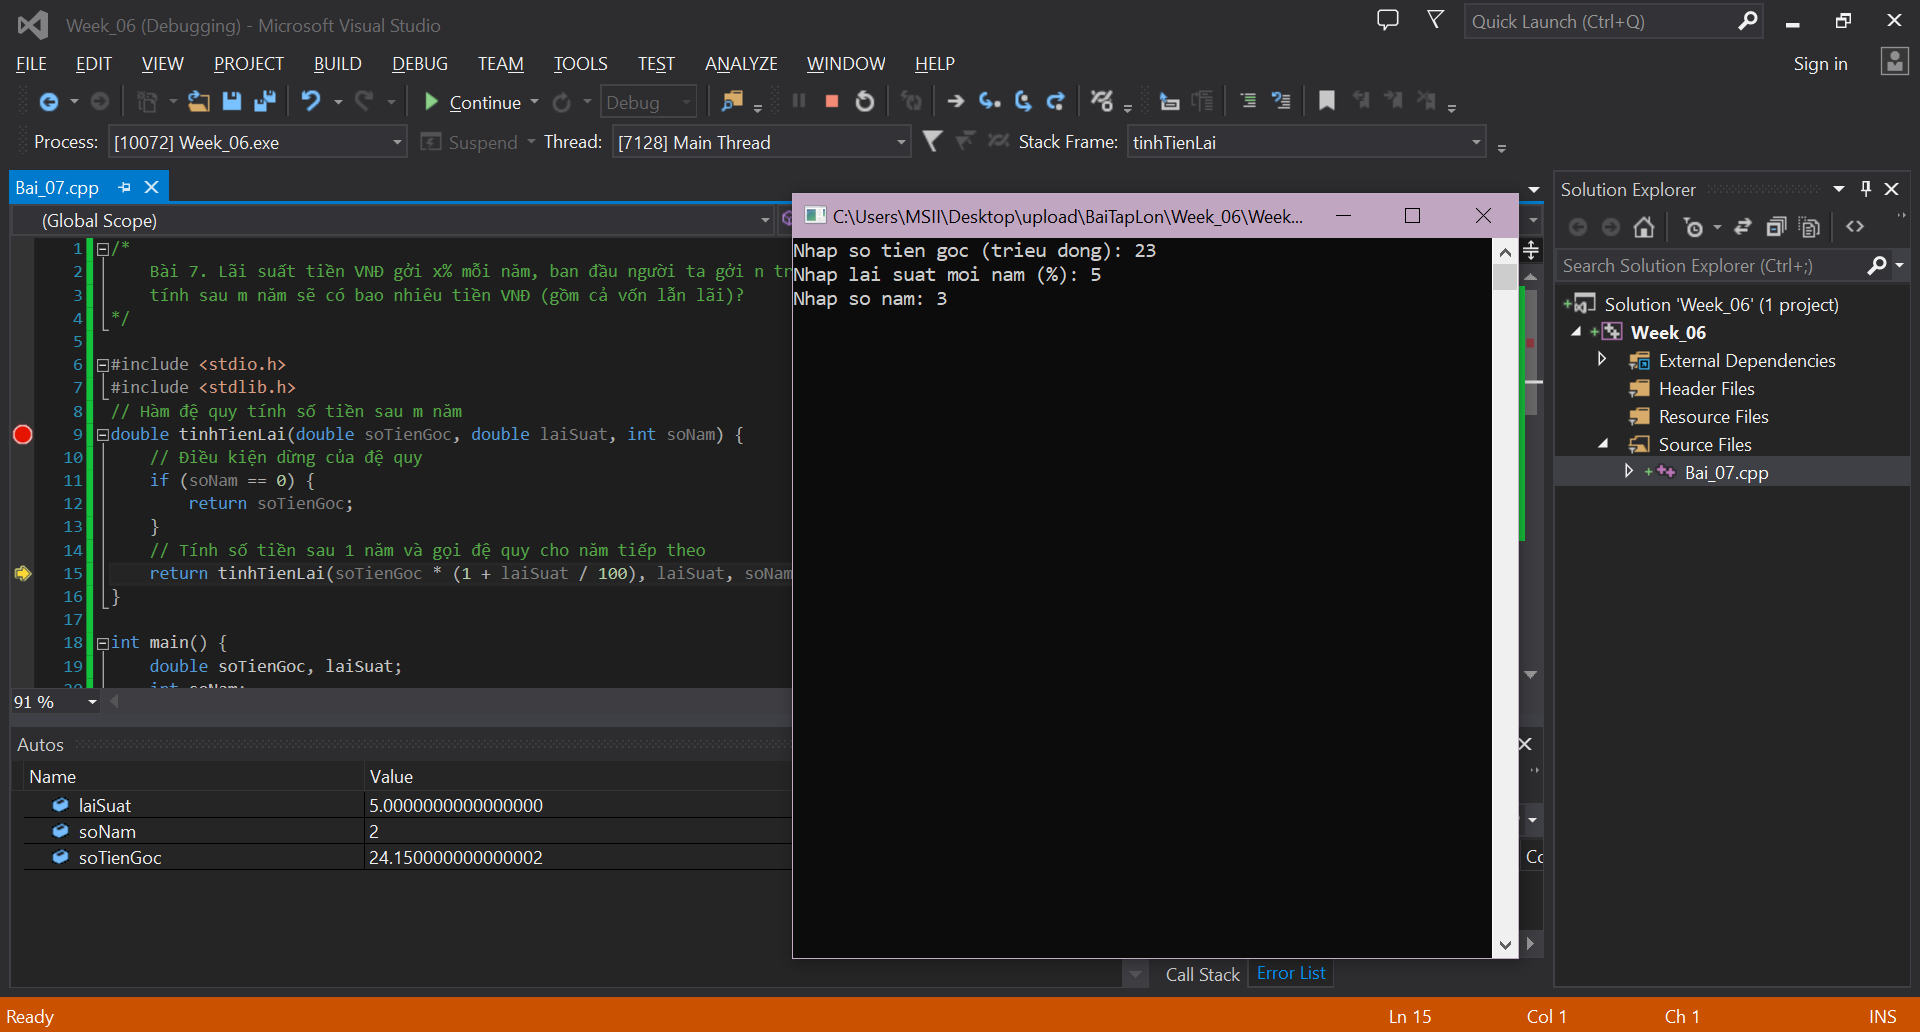 Week_06 (Debugging) - Microsoft Visual Studio
Quick Launch (Ctrl+Q)
FILE EDIT VIEW PROJECT BUILD DEBUG TEAM TOOLS TEST ANALYZE WINDOW HELP
Sign in
Continue Debug
Process: [10072] Week_06.exe Suspend Thread: [7128] Main Thread Stack Frame: tinhTienLai
Bai_07.cpp
(Global Scope)
1 /*
2 Bài 7. Lãi suất tiền VNĐ gởi x% mỗi năm, ban đầu người ta gởi n tr
3 tính sau m năm sẽ có bao nhiêu tiền VNĐ (gồm cả vốn lẫn lãi)?
4 */
5
6 #include <stdio.h>
7 #include <stdlib.h>
8 // Hàm đệ quy tính số tiền sau m năm
9 double tinhTienLai(double soTienGoc, double laiSuat, int soNam) {
10 // Điều kiện dừng của đệ quy
11 if (soNam == 0) {
12 return soTienGoc;
13 }
14 // Tính số tiền sau 1 năm và gọi đệ quy cho năm tiếp theo
15 return tinhTienLai(soTienGoc * (1 + laiSuat / 100), laiSuat, soNam
16 }
17
18 int main() {
19 double soTienGoc, laiSuat;
20 int soNam;
91 %
C:\Users\MSII\Desktop\upload\BaiTapLon\Week_06\Week...
Nhap so tien goc (trieu dong): 23
Nhap lai suat moi nam (%): 5
Nhap so nam: 3
Solution Explorer
Search Solution Explorer (Ctrl+;)
Solution 'Week_06' (1 project)
Week_06
External Dependencies
Header Files
Resource Files
Source Files
Bai_07.cpp
Autos
Name Value
laiSuat 5.0000000000000000
soNam 2
soTienGoc 24.150000000000002
Co
Call Stack Error List
Ready Ln 15 Col 1 Ch 1 INS